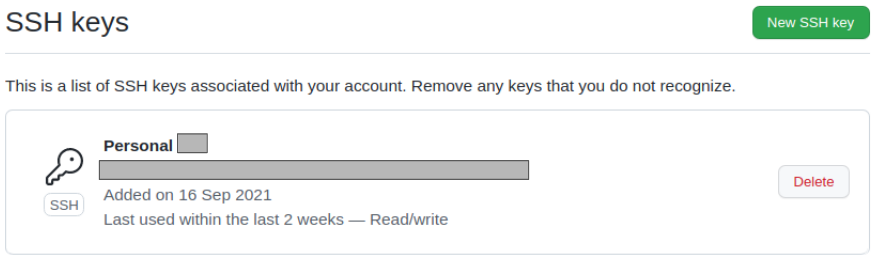 SSH keys
New SSH key
This is a list of SSH keys associated with your account. Remove any keys that you do not recognize.
Personal
SSH
Added on 16 Sep 2021
Last used within the last 2 weeks — Read/write
Delete